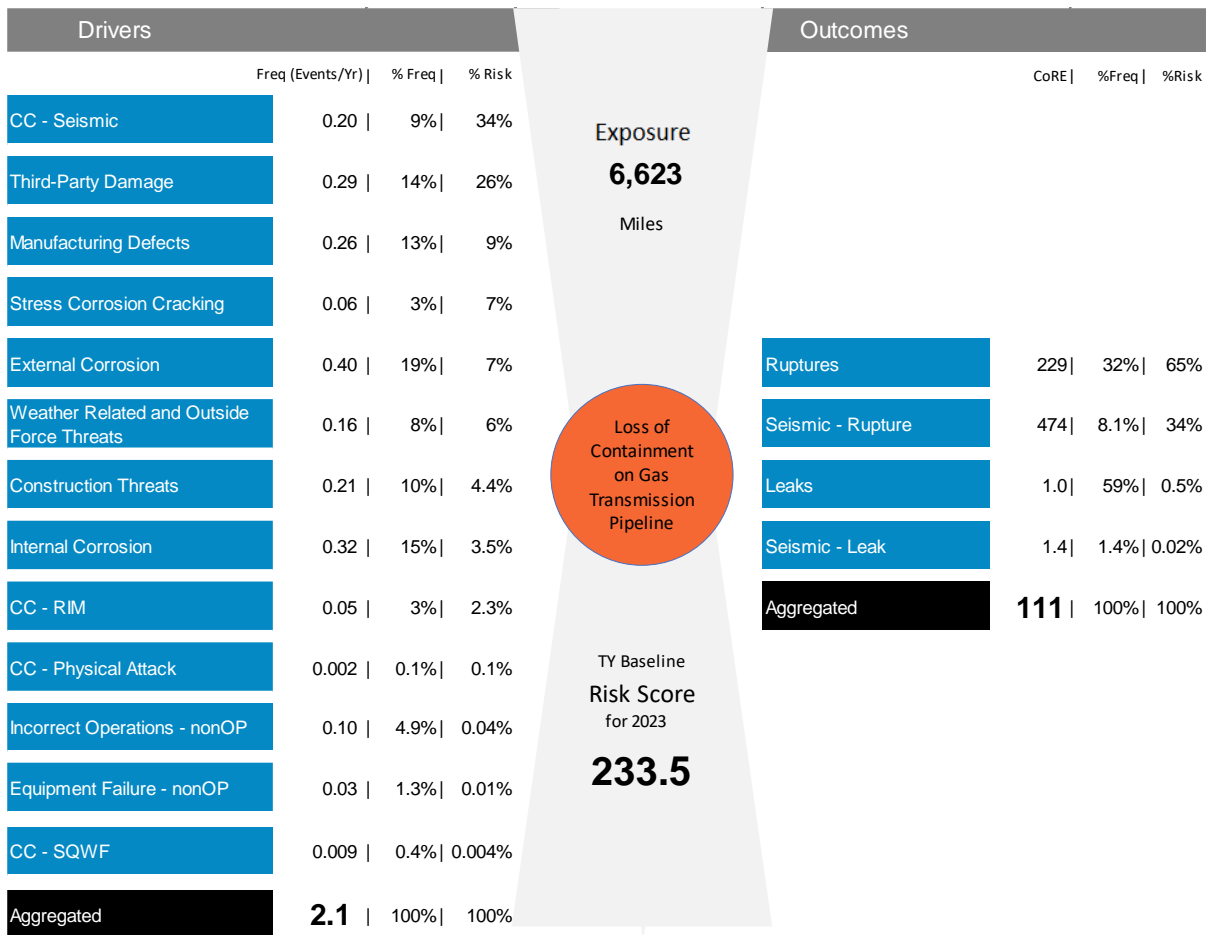 Drivers
Freq (Events/Yr) | % Freq | % Risk
CC - Seismic 0.20 | 9% | 34%
Third-Party Damage 0.29 | 14% | 26%
Manufacturing Defects 0.26 | 13% | 9%
Stress Corrosion Cracking 0.06 | 3% | 7%
External Corrosion 0.40 | 19% | 7%
Weather Related and Outside
Force Threats 0.16 | 8% | 6%
Construction Threats 0.21 | 10% | 4.4%
Internal Corrosion 0.32 | 15% | 3.5%
CC - RIM 0.05 | 3% | 2.3%
CC - Physical Attack 0.002 | 0.1% | 0.1%
Incorrect Operations - nonOP 0.10 | 4.9% | 0.04%
Equipment Failure - nonOP 0.03 | 1.3% | 0.01%
CC - SQWF 0.009 | 0.4% | 0.004%
Aggregated 2.1 | 100% | 100%
Exposure
6,623
Miles
Loss of
Containment
on Gas
Transmission
Pipeline
TY Baseline
Risk Score
for 2023
233.5
Outcomes
CoRE | %Freq | %Risk
Ruptures 229 | 32% | 65%
Seismic - Rupture 474 | 8.1% | 34%
Leaks 1.0 | 59% | 0.5%
Seismic - Leak 1.4 | 1.4% | 0.02%
Aggregated 111 | 100% | 100%